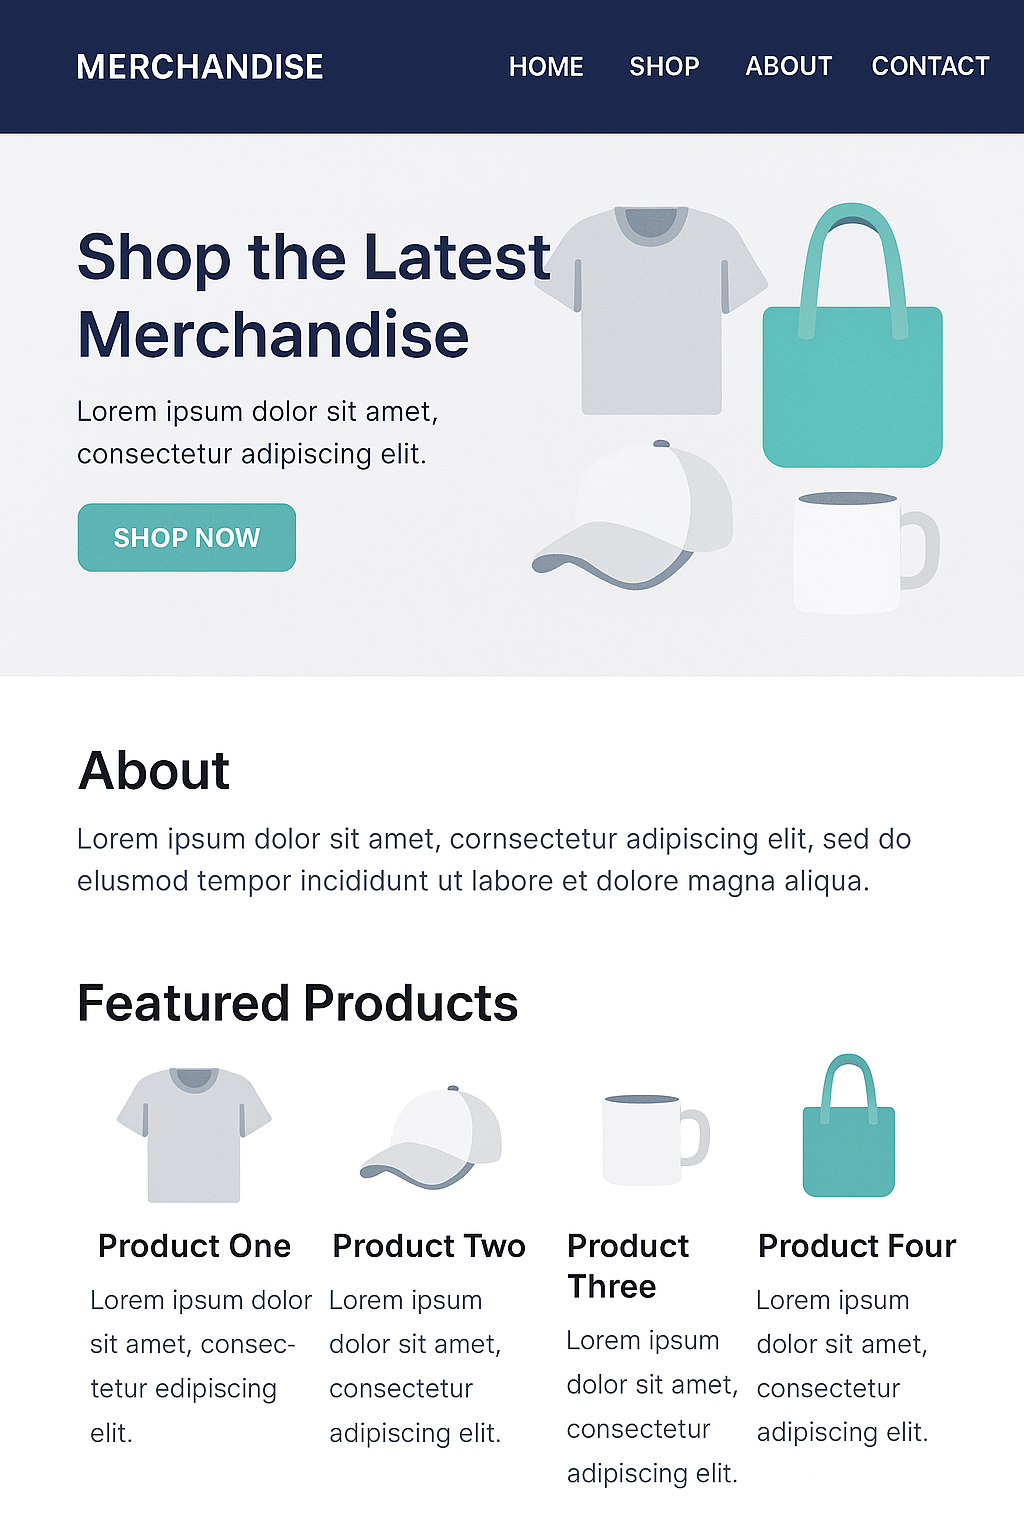 MERCHANDISE
HOME SHOP ABOUT CONTACT
Shop the Latest
Merchandise
Lorem ipsum dolor sit amet,
consectetur adipiscing elit.
SHOP NOW
About
Lorem ipsum dolor sit amet, cornsectetur adipiscing elit, sed do
elusmod tempor incididunt ut labore et dolore magna aliqua.
Featured Products
Product One
Lorem ipsum dolor
sit amet, consec-
tetur edipiscing
elit.
Product Two
Lorem ipsum
dolor sit amet,
consectetur
adipiscing elit.
Product
Three
Lorem ipsum
dolor sit amet,
consectetur
adipiscing elit.
Product Four
Lorem ipsum
dolor sit amet,
consectetur
adipiscing elit.